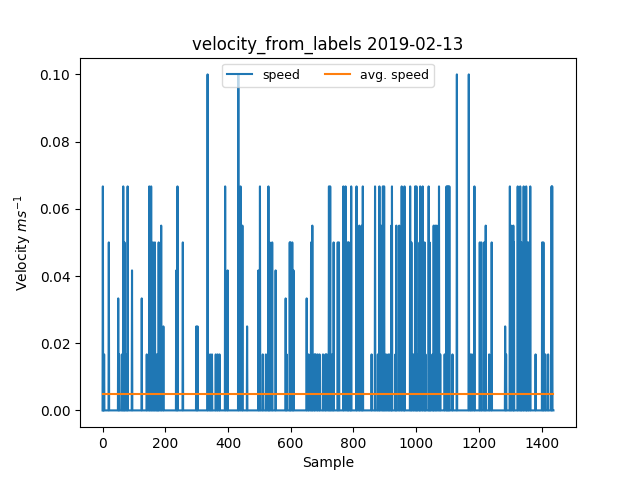 velocity_from_labels 2019-02-13
speed
avg. speed
Velocity ms⁻¹
0.10
0.08
0.06
0.04
0.02
0.00
0 200 400 600 800 1000 1200 1400
Sample